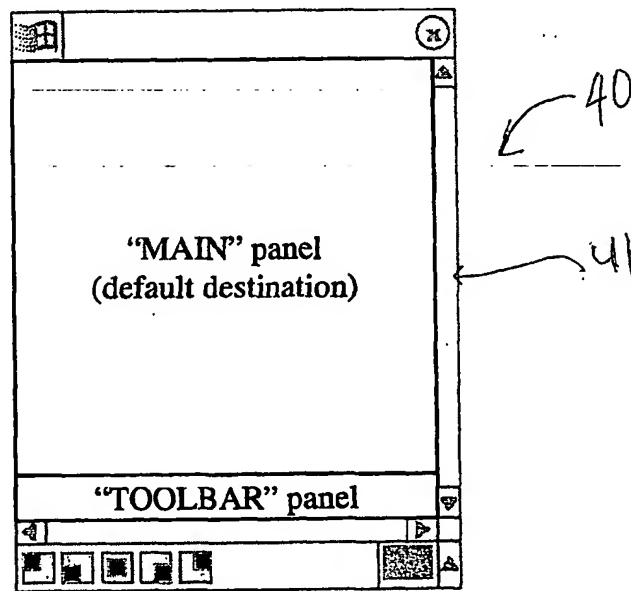 x
40
"MAIN" panel
(default destination)
41
"TOOLBAR" panel